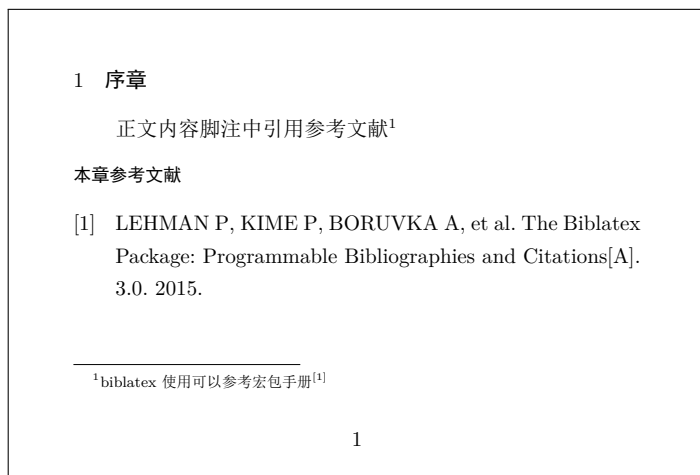 1 序章
正文内容脚注中引用参考文献1
本章参考文献
[1] LEHMAN P, KIME P, BORUVKA A, et al. The Biblatex
Package: Programmable Bibliographies and Citations[A].
3.0. 2015.
1biblatex 使用可以参考宏包手册[1]
1